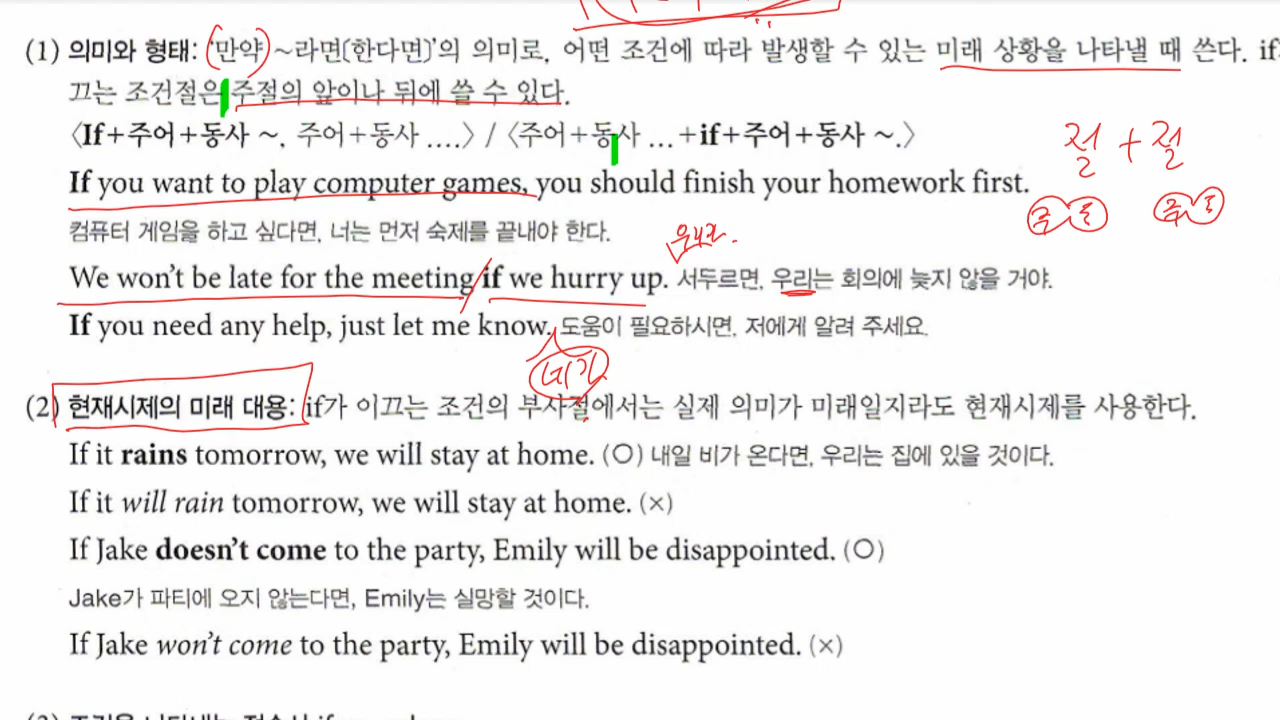 (1) 의미와 형태: '만약 ~라면(한다면)'의 의미로, 어떤 조건에 따라 발생할 수 있는 미래 상황을 나타낼 때 쓴다. if
끄는 조건절은 주절의 앞이나 뒤에 쓸 수 있다.
〈If+주어+동사 ~, 주어+동사 ....〉 / 〈주어+동사 ...+if+주어+동사 ~.〉
절 + 절
If you want to play computer games, you should finish your homework first.
주 동 주 동
컴퓨터 게임을 하고 싶다면, 너는 먼저 숙제를 끝내야 한다.
We won't be late for the meeting if we hurry up. 서두르면, 우리는 회의에 늦지 않을 거야.
If you need any help, just let me know. 도움이 필요하시면, 저에게 알려 주세요.
네가
(2) 현재시제의 미래 대용: if가 이끄는 조건의 부사절에서는 실제 의미가 미래일지라도 현재시제를 사용한다.
If it rains tomorrow, we will stay at home. (○) 내일 비가 온다면, 우리는 집에 있을 것이다.
If it will rain tomorrow, we will stay at home. (×)
If Jake doesn't come to the party, Emily will be disappointed. (○)
Jake가 파티에 오지 않는다면, Emily는 실망할 것이다.
If Jake won't come to the party, Emily will be disappointed. (×)